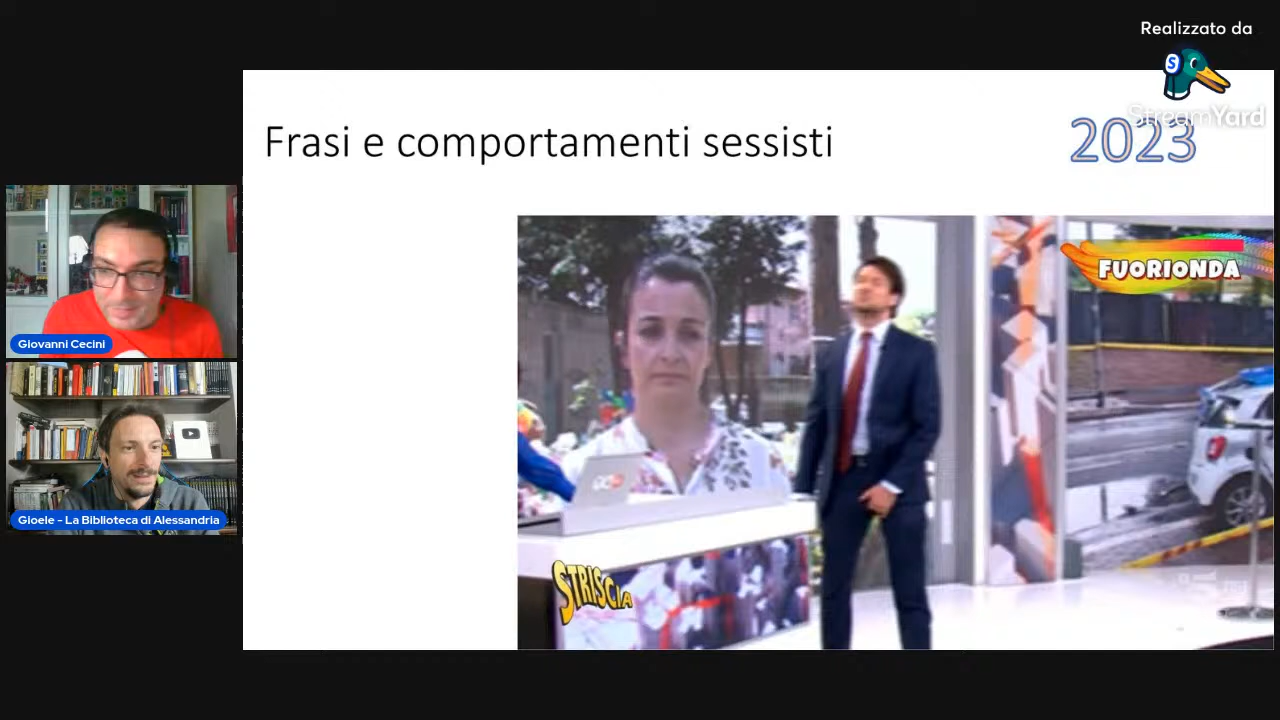 Realizzato da
StreamYard
Frasi e comportamenti sessisti
2023
FUORIONDA
Giovanni Cecini
STRISCIA
Gioele - La Biblioteca di Alessandria